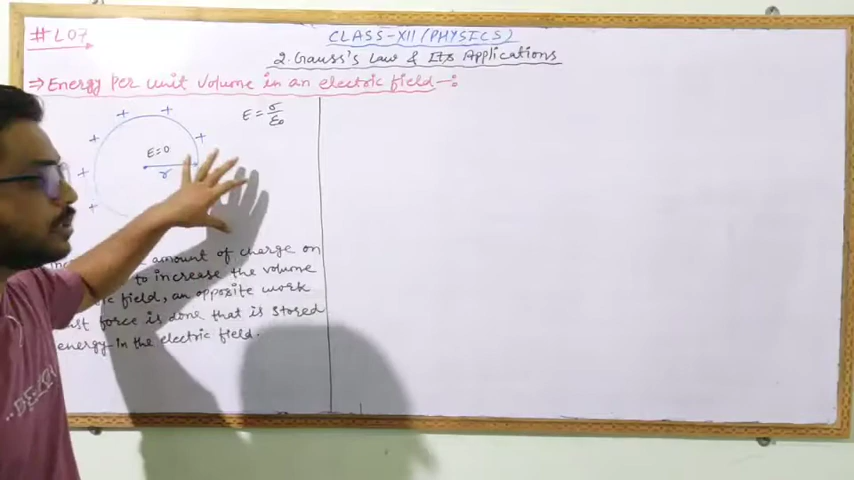 #L07
CLASS-XII (PHYSICS)
2. Gauss's Law & Its Applications
⇒ Energy per unit volume in an electric field -:
E = σ/ε₀
+ + + + + +
E=0
r
amount of charge on
to increase the volume
field, an opposite work
force is done that is stored
energy in the electric field.